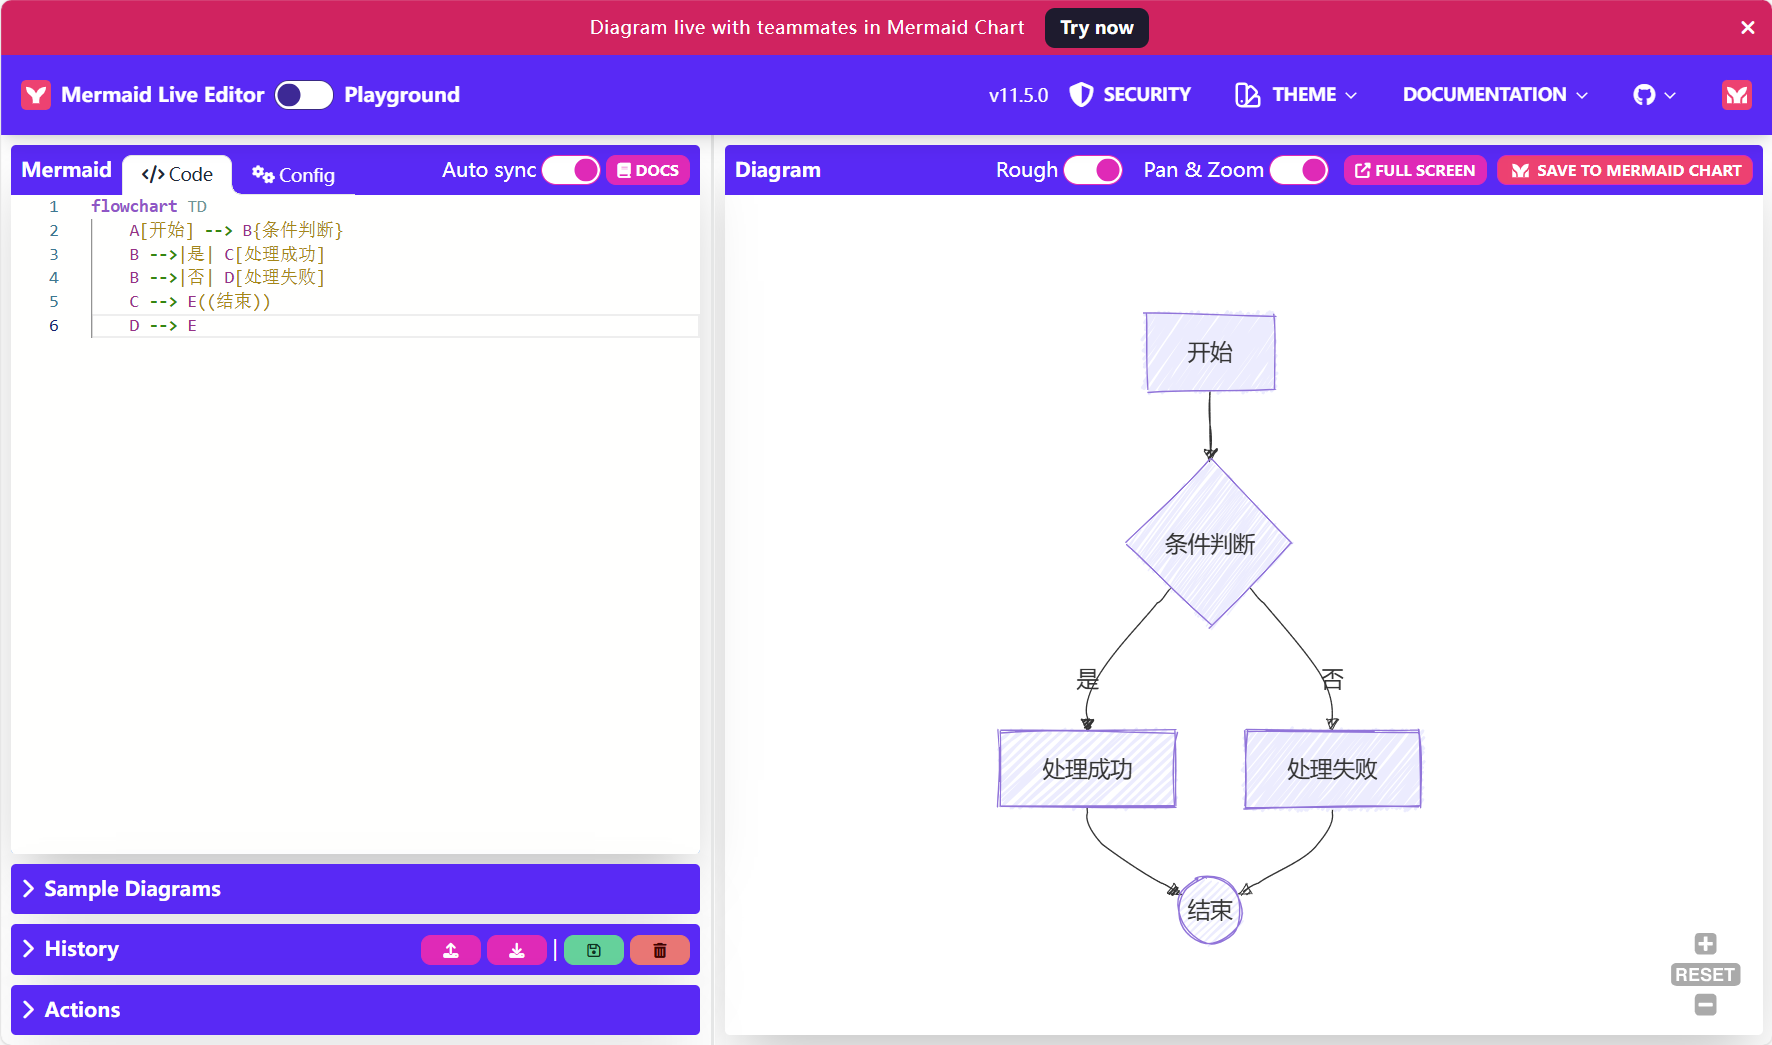 Diagram live with teammates in Mermaid Chart Try now
Mermaid Live Editor Playground v11.5.0 SECURITY THEME DOCUMENTATION
Mermaid Code Config Auto sync DOCS
1 flowchart TD
2 A[开始] --> B{条件判断}
3 B -->|是| C[处理成功]
4 B -->|否| D[处理失败]
5 C --> E((结束))
6 D --> E
Sample Diagrams
History
Actions
Diagram Rough Pan & Zoom FULL SCREEN SAVE TO MERMAID CHART
开始
条件判断
是 否
处理成功 处理失败
结束
RESET